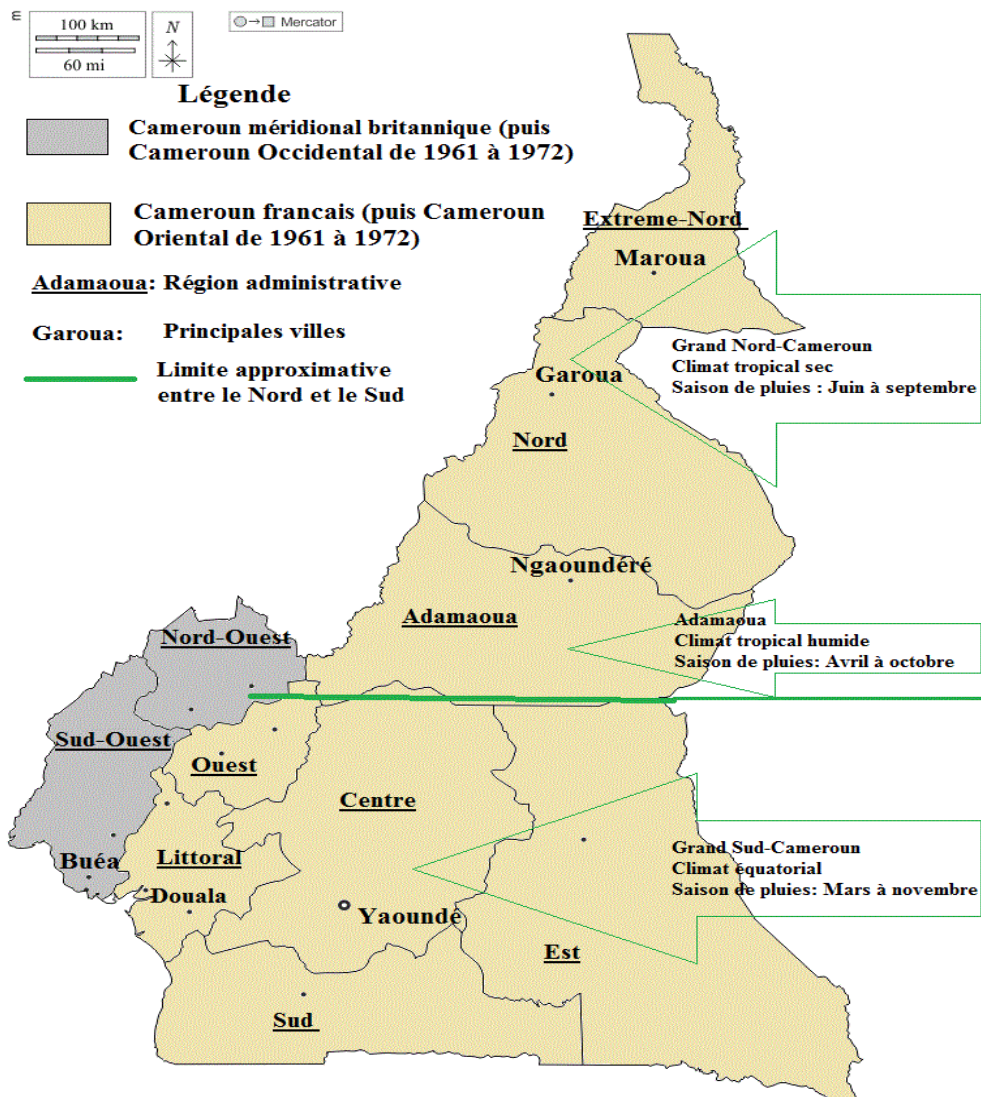 m
100 km
60 mi
N
Mercator
Légende
Cameroun méridional britannique (puis
Cameroun Occidental de 1961 à 1972)
Cameroun francais (puis Cameroun
Oriental de 1961 à 1972)
Adamaoua: Région administrative
Garoua: Principales villes
Limite approximative
entre le Nord et le Sud
Extreme-Nord
Maroua
Grand Nord-Cameroun
Climat tropical sec
Saison de pluies : Juin à septembre
Garoua
Nord
Ngaoundéré
Adamaoua
Adamaoua
Climat tropical humide
Saison de pluies: Avril à octobre
Nord-Ouest
Sud-Ouest
Ouest
Centre
Grand Sud-Cameroun
Climat équatorial
Saison de pluies: Mars à novembre
Buéa
Littoral
Douala
Yaoundé
Est
Sud